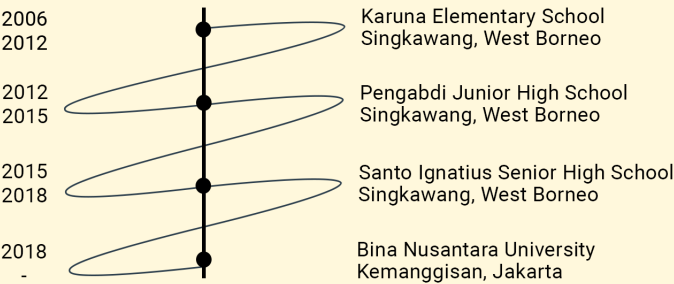 2006
2012
Karuna Elementary School
Singkawang, West Borneo
2012
2015
Pengabdi Junior High School
Singkawang, West Borneo
2015
2018
Santo Ignatius Senior High School
Singkawang, West Borneo
2018
-
Bina Nusantara University
Kemanggisan, Jakarta